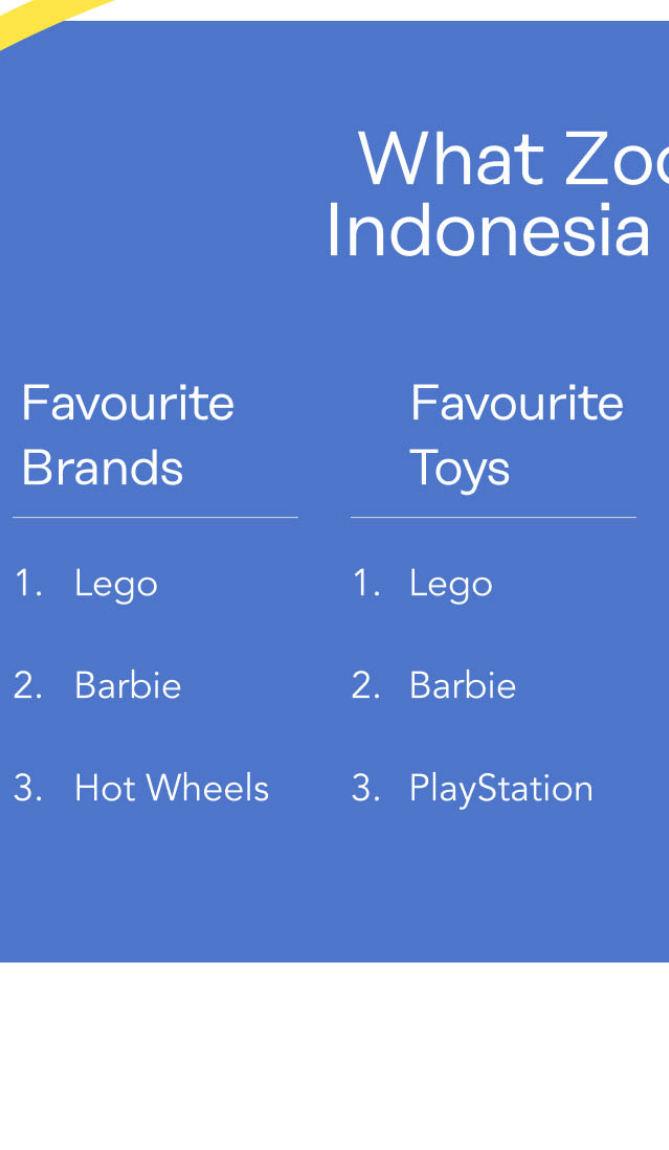 What Zoo
Indonesia
Favourite
Brands
1. Lego
2. Barbie
3. Hot Wheels
Favourite
Toys
1. Lego
2. Barbie
3. PlayStation